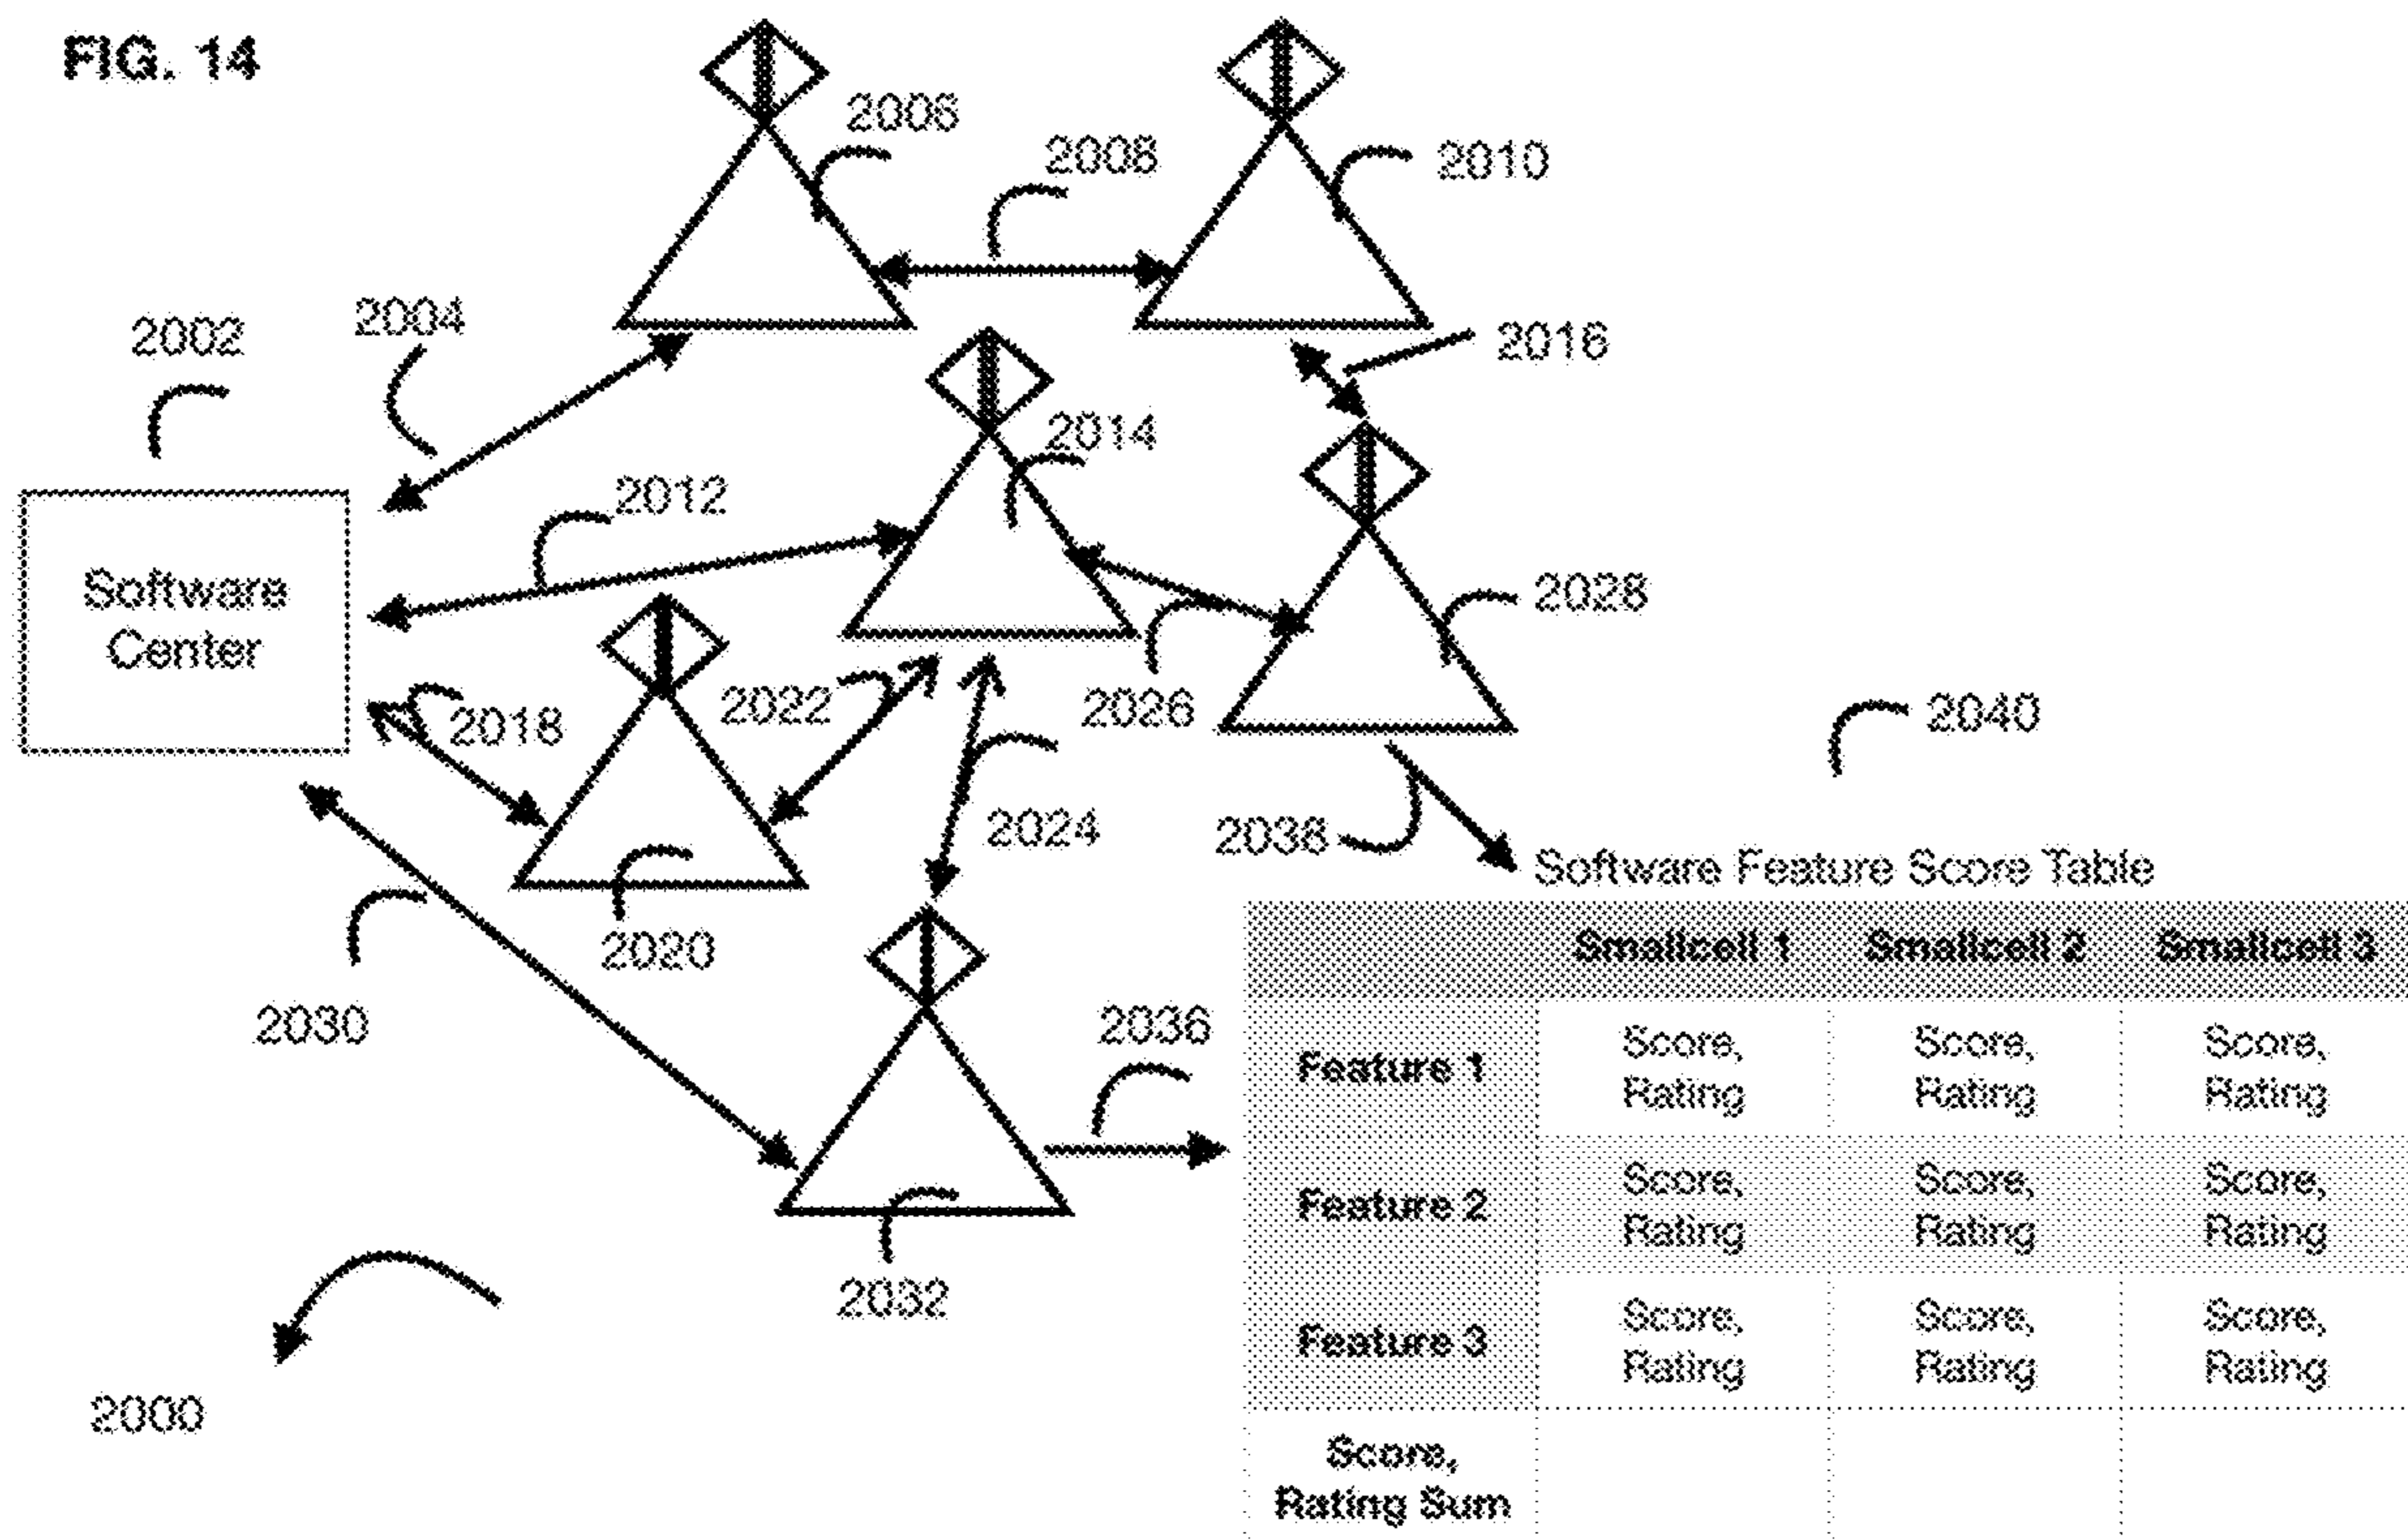 FIG. 14
2006
2008
2010
2004
2002
2016
2014
2012
Software
Center
2028
2022
2018
2026
2040
2024
2038
Software Feature Score Table
2020
Smallcell 1 Smallcell 2 Smallcell 3
2030
2036
Feature 1
Score,
Rating
Score,
Rating
Score,
Rating
Feature 2
Score,
Rating
Score,
Rating
Score,
Rating
2032
Feature 3
Score,
Rating
Score,
Rating
Score,
Rating
2000
Score,
Rating Sum